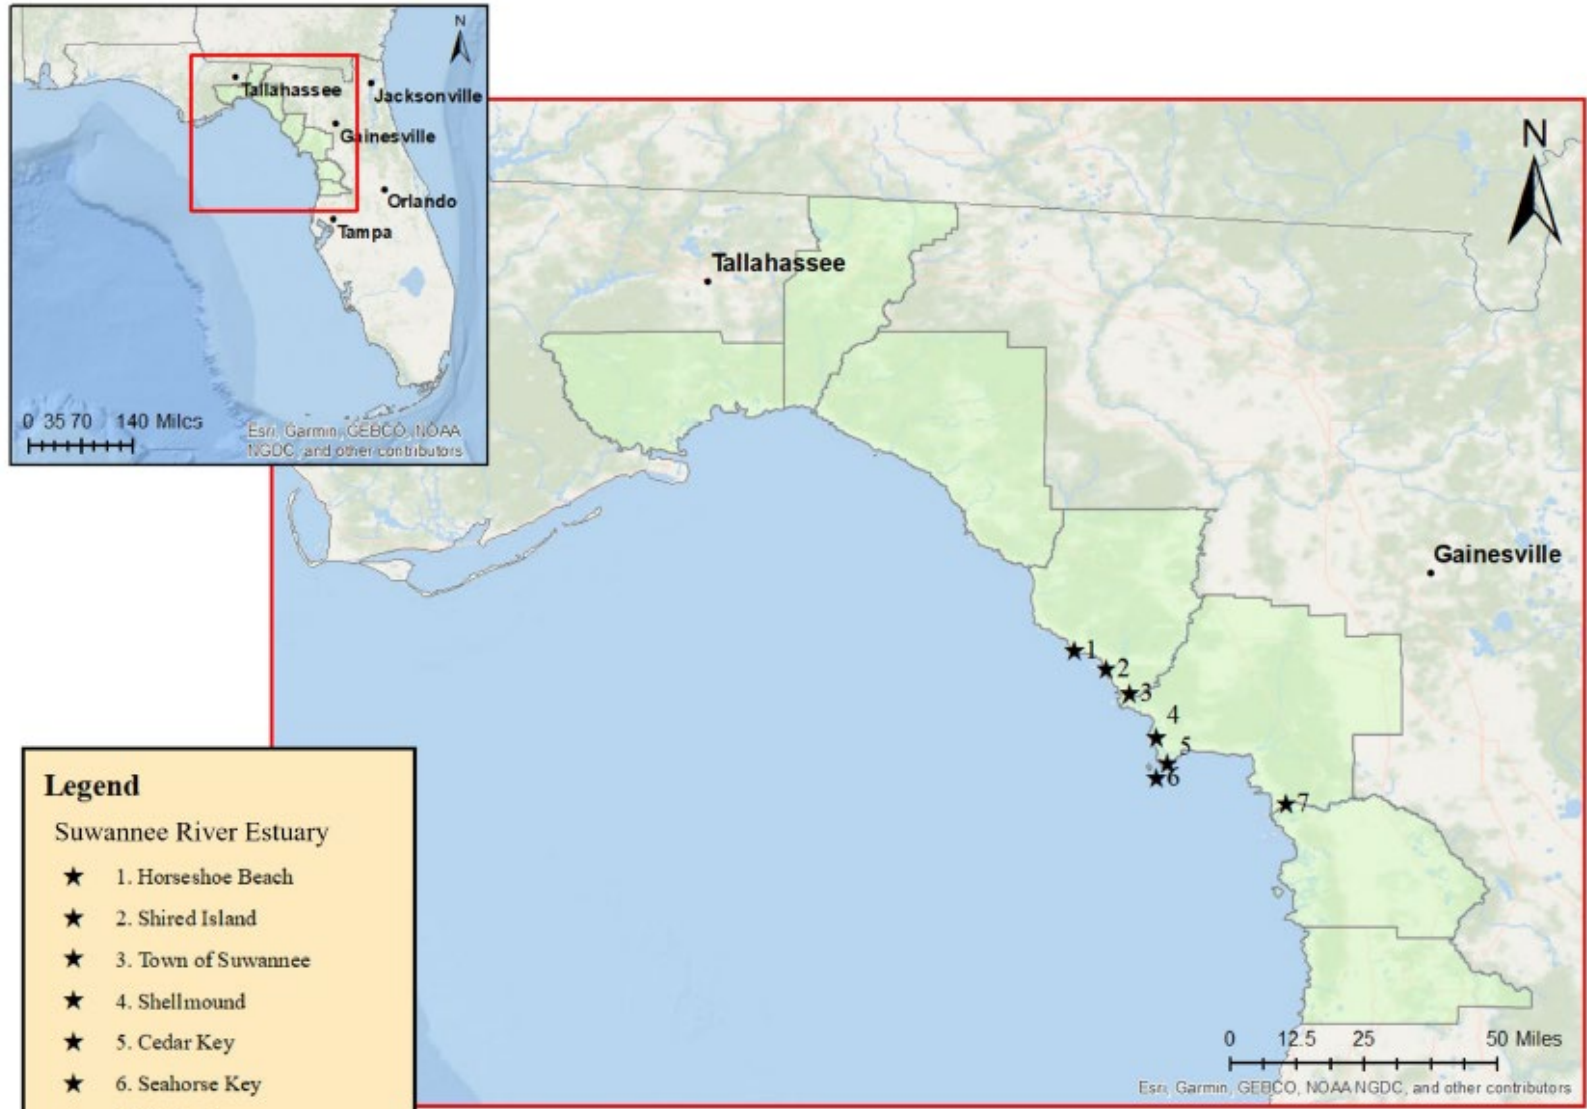 N
Tallahassee
Jacksonville
Gainesville
Orlando
Tampa
0 35 70 140 Miles
Esri, Garmin, GEBCO, NOAA
NGDC, and other contributors
N
Tallahassee
Gainesville
1
2
3
4
5
6
7
Legend
Suwannee River Estuary
1. Horseshoe Beach
2. Shired Island
3. Town of Suwannee
4. Shellmound
5. Cedar Key
6. Seahorse Key
0 12.5 25 50 Miles
Esri, Garmin, GEBCO, NOAA NGDC, and other contributors